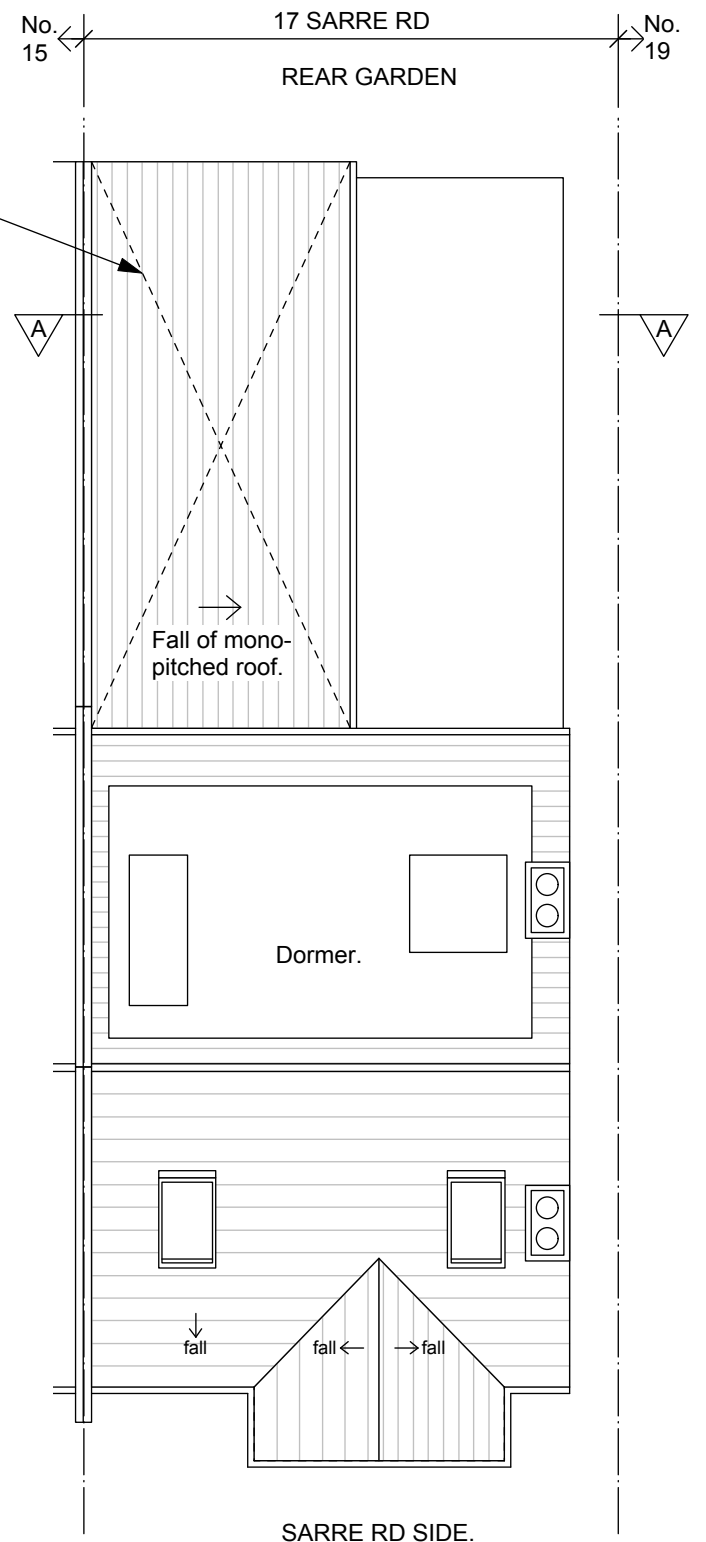 No.
15
17 SARRE RD
No.
19
REAR GARDEN
A
A
Fall of mono-
pitched roof.
Dormer.
fall
fall
fall
SARRE RD SIDE.